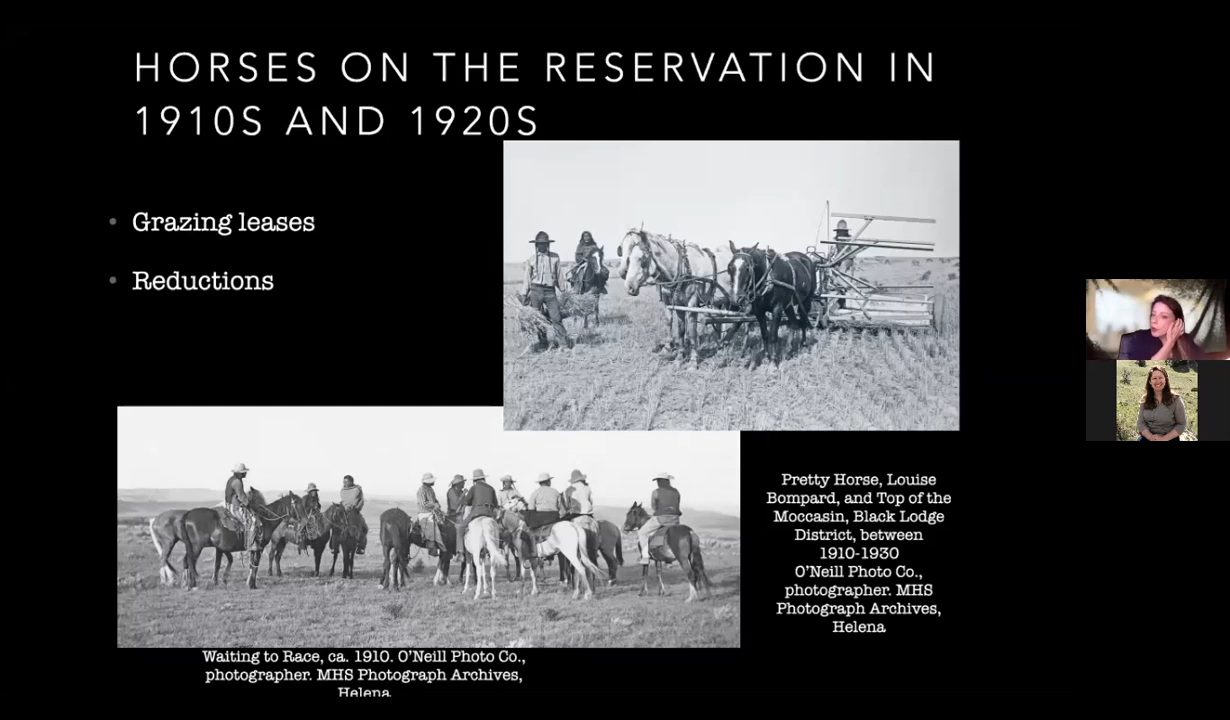 HORSES ON THE RESERVATION IN
1910S AND 1920S
• Grazing leases
• Reductions
Pretty Horse, Louise
Bompard, and Top of the
Moccasin, Black Lodge
District, between
1910-1930
O'Neill Photo Co.,
photographer. MHS
Photograph Archives,
Helena
Waiting to Race, ca. 1910. O'Neill Photo Co.,
photographer. MHS Photograph Archives,
Helena